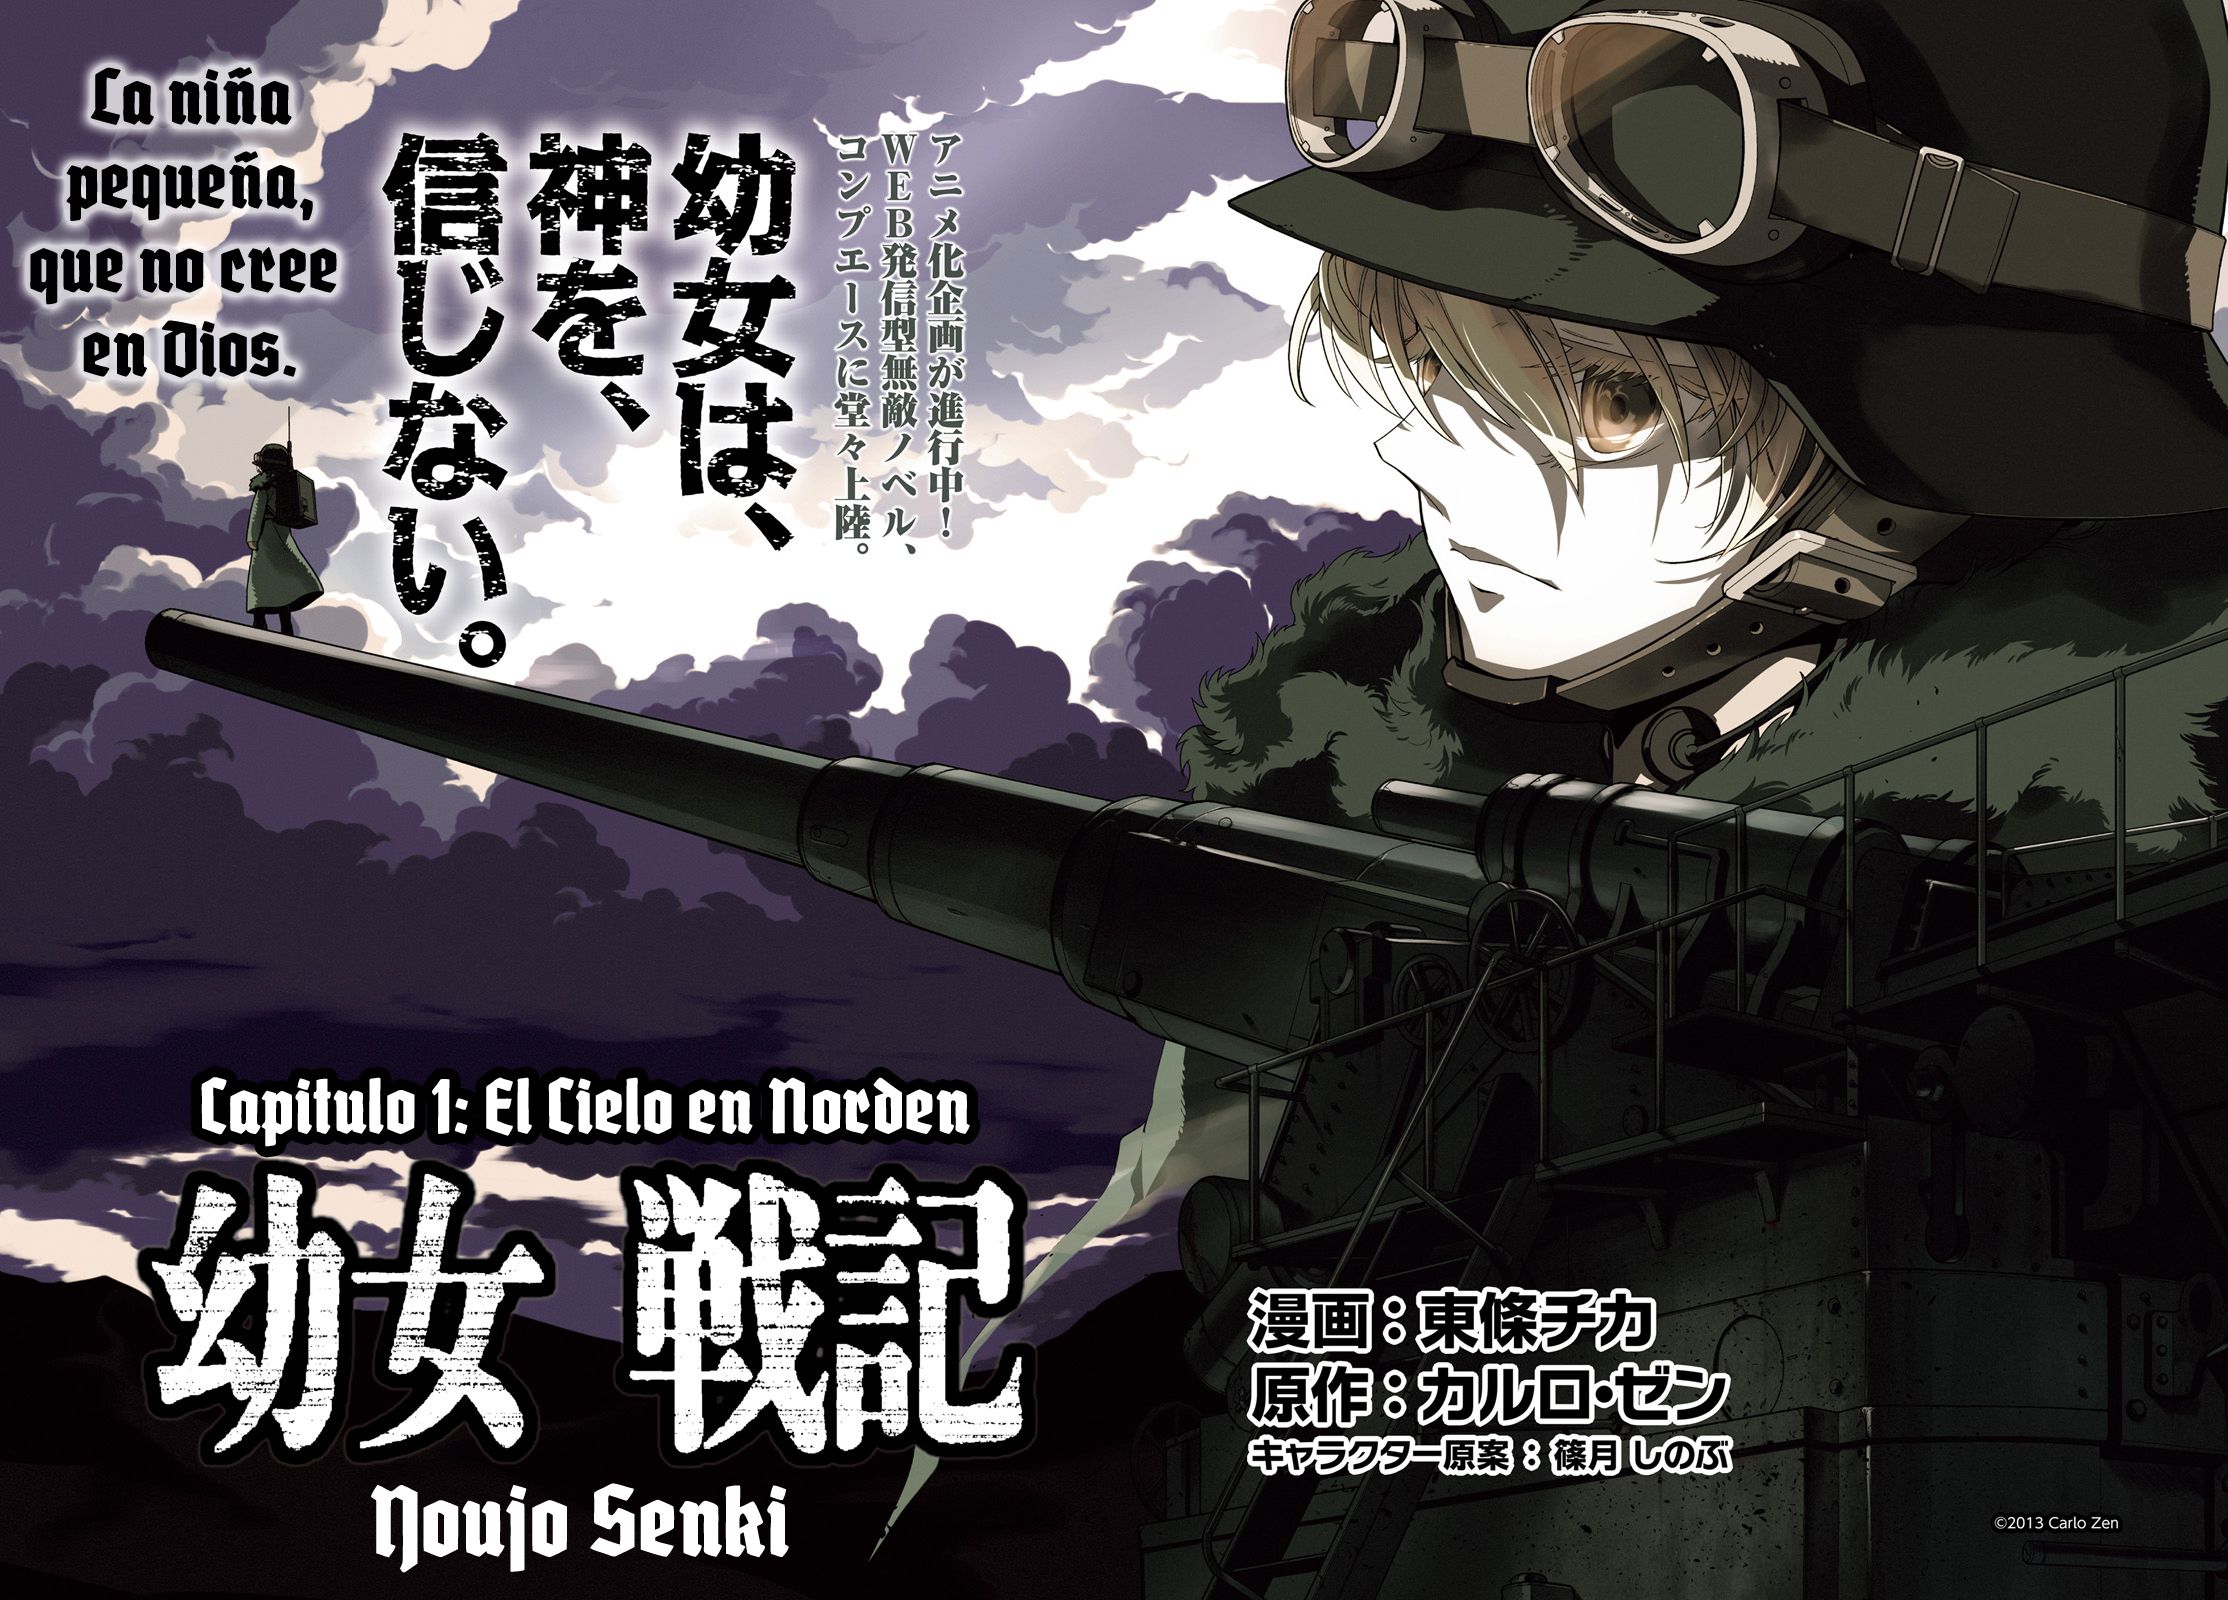 La niña
pequeña,
que no cree
en Dios.
アニメ化企画が進行中!
WEB発信型無敵ノベル、
コンプエースに堂々上陸。
幼女は、
神を、
信じない。
Capitulo 1: El Cielo en Norden
幼女 戦記
Noujo Senki
漫画:東條チカ
原作:カルロ・ゼン
キャラクター原案:篠月しのぶ
©2013 Carlo Zen